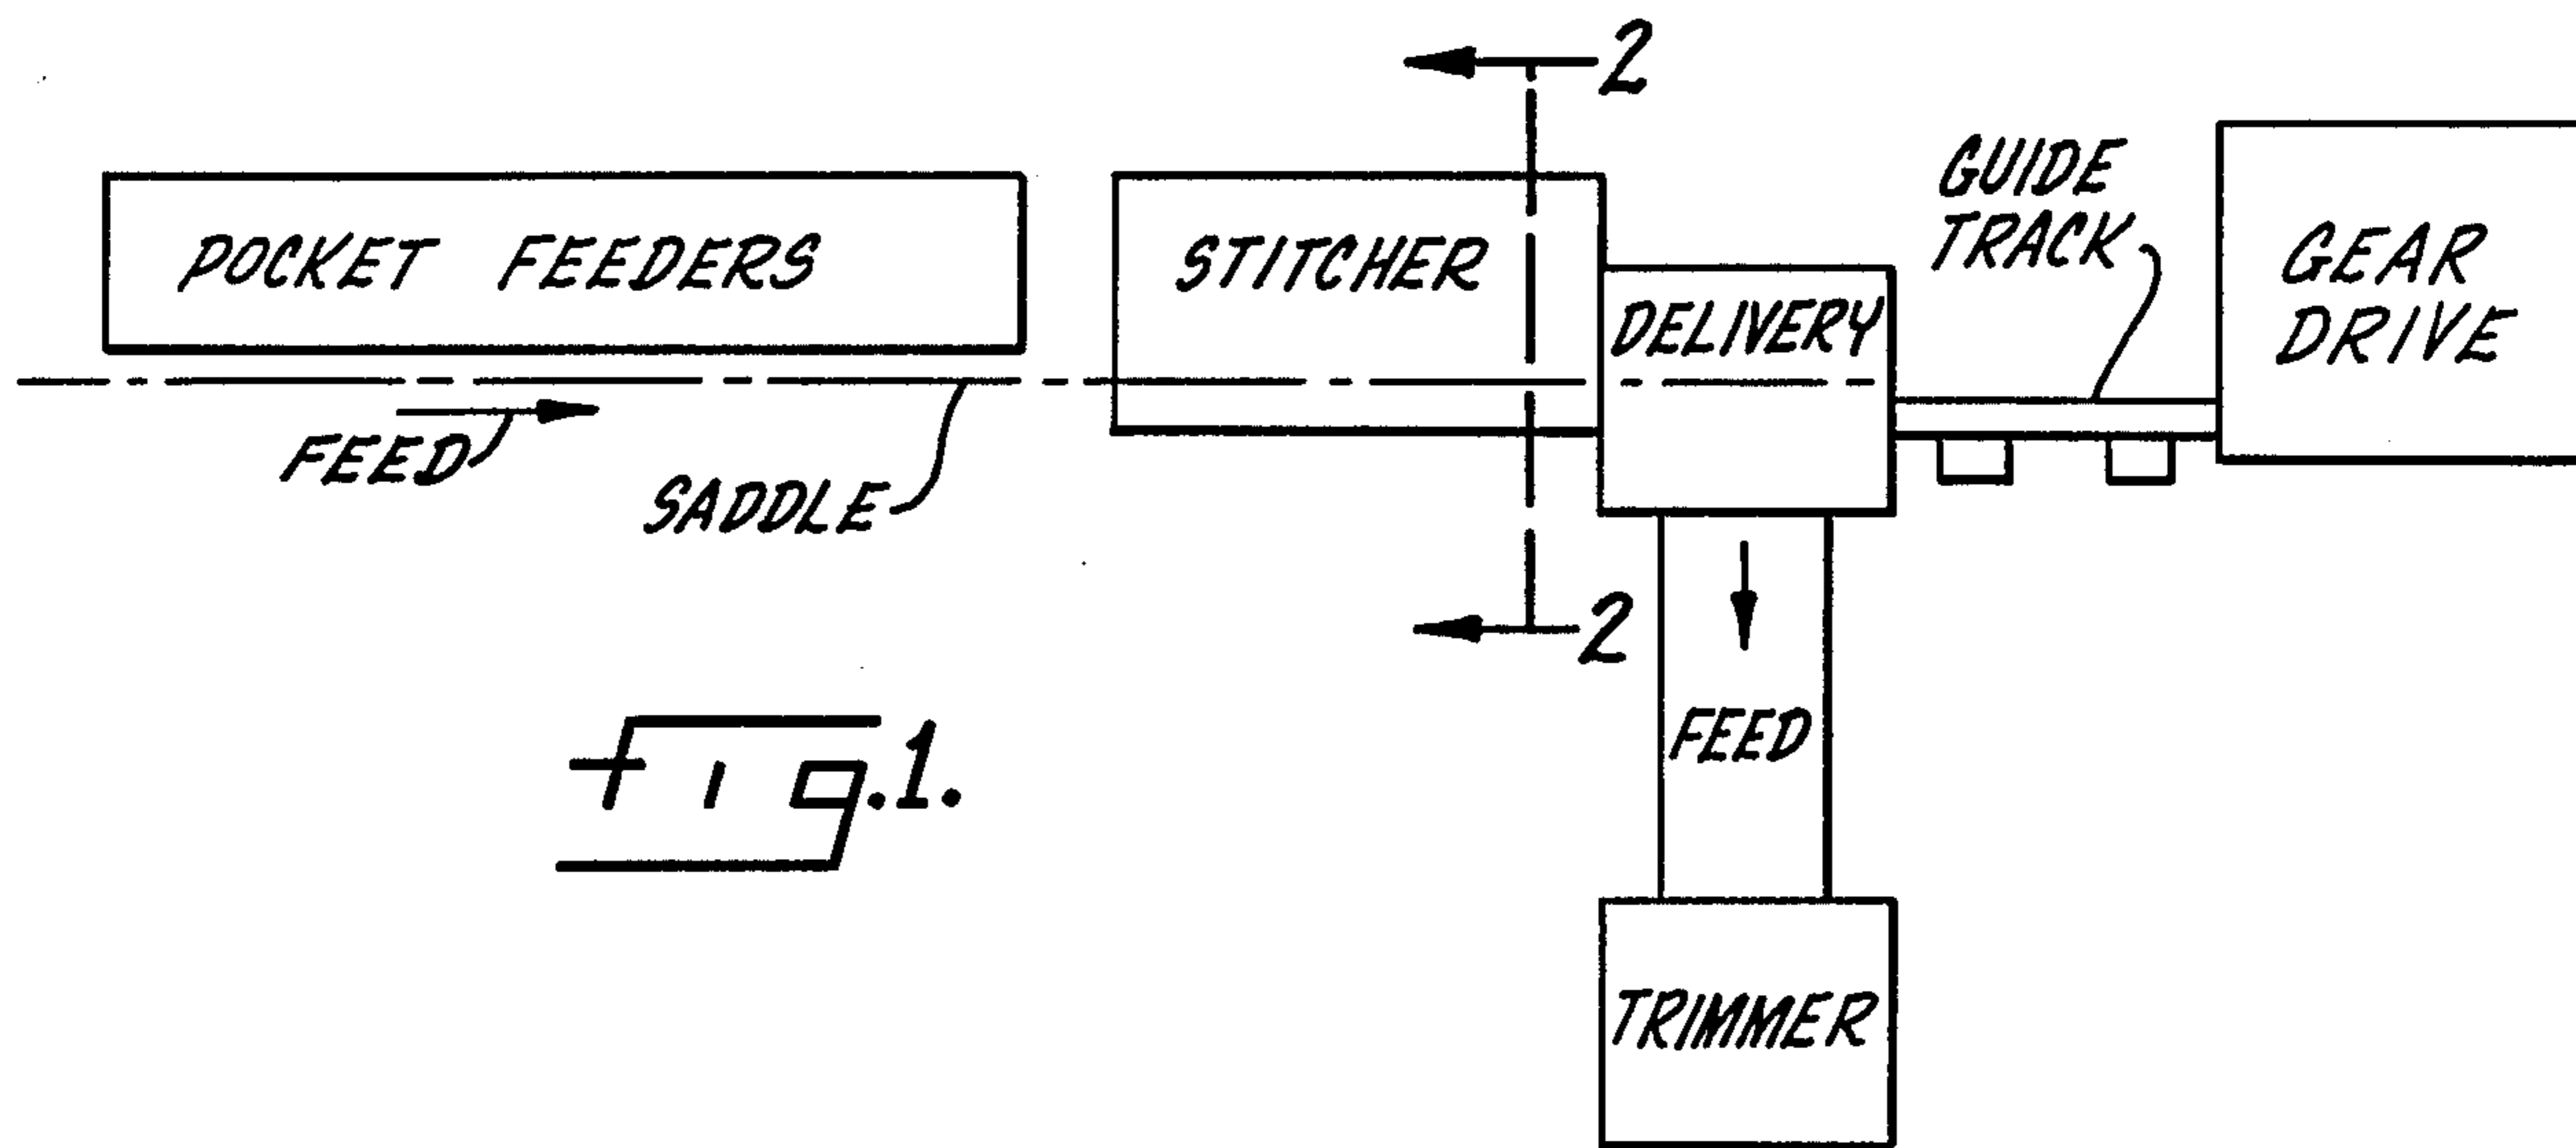 2
POCKET FEEDERS
STITCHER
DELIVERY
GUIDE
TRACK
GEAR
DRIVE
FEED
SADDLE
2
FEED
Fig.1.
TRIMMER